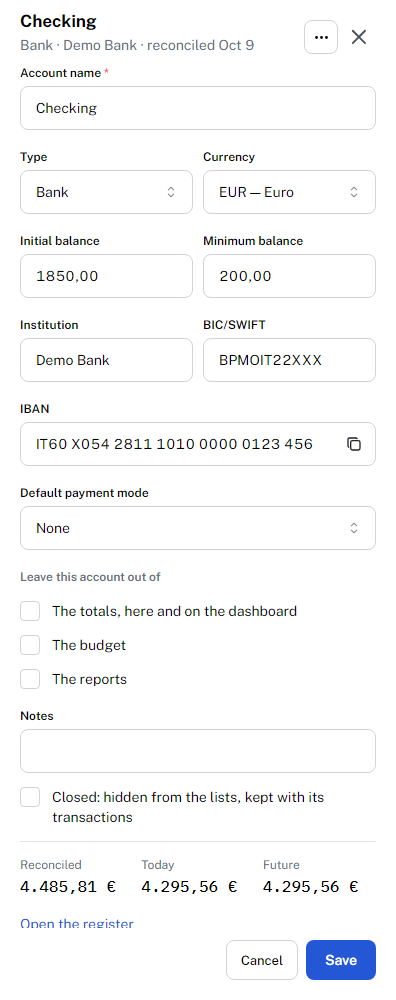 Checking
Bank · Demo Bank · reconciled Oct 9
Account name *
Checking
Type
Currency
Bank
EUR — Euro
Initial balance
Minimum balance
1850,00
200,00
Institution
BIC/SWIFT
Demo Bank
BPMOIT22XXX
IBAN
IT60 X054 2811 1010 0000 0123 456
Default payment mode
None
Leave this account out of
The totals, here and on the dashboard
The budget
The reports
Notes
Closed: hidden from the lists, kept with its
transactions
Reconciled
Today
Future
4.485,81 €
4.295,56 €
4.295,56 €
Open the register
Cancel
Save